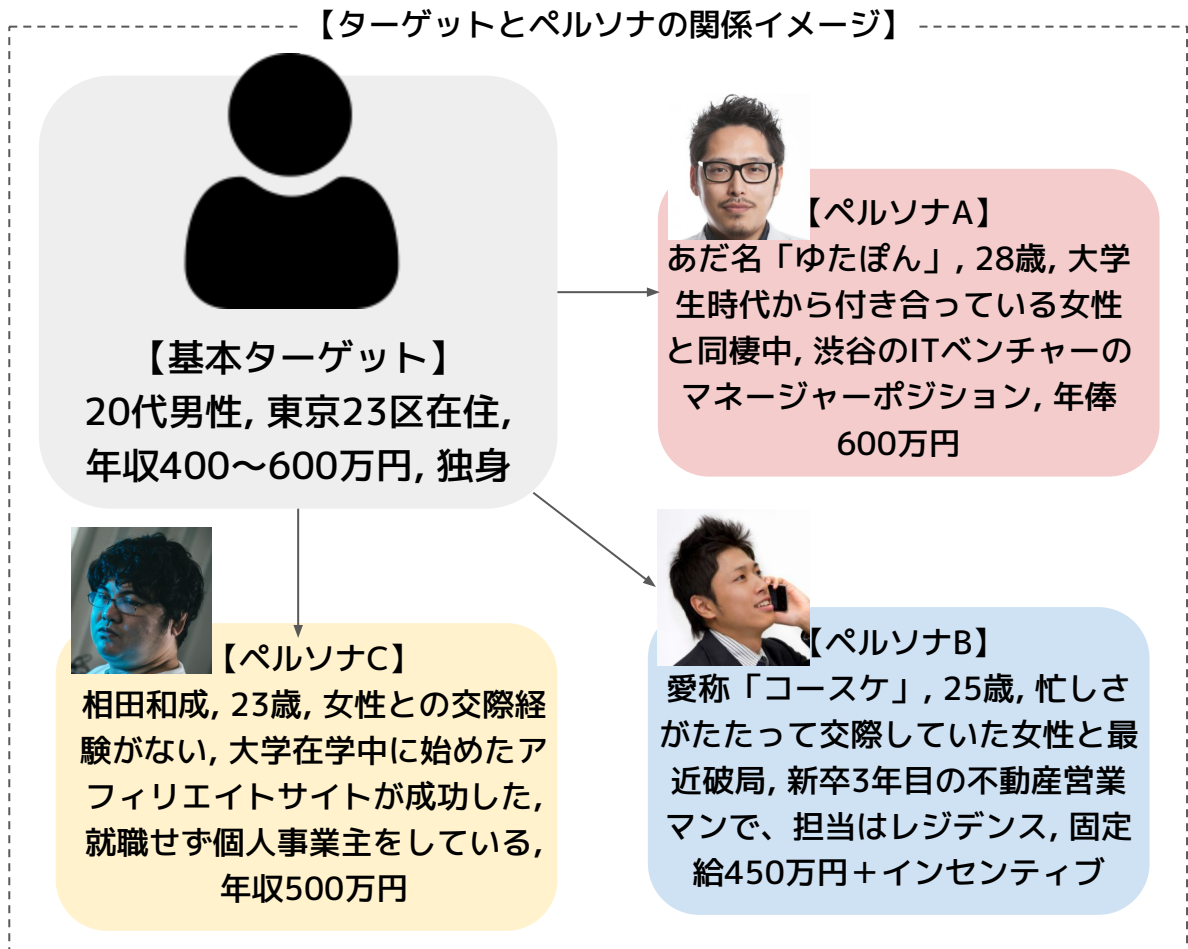 【ターゲットとペルソナの関係イメージ】
【基本ターゲット】
20代男性, 東京23区在住,
年収400〜600万円, 独身
【ペルソナA】
あだ名「ゆたぽん」, 28歳, 大学
生時代から付き合っている女性
と同棲中, 渋谷のITベンチャーの
マネージャーポジション, 年俸
600万円
【ペルソナC】
相田和成, 23歳, 女性との交際経
験がない, 大学在学中に始めたア
フィリエイトサイトが成功した,
就職せず個人事業主をしている,
年収500万円
【ペルソナB】
愛称「コースケ」, 25歳, 忙しさ
がたたって交際していた女性と最
近破局, 新卒3年目の不動産営業
マンで、担当はレジデンス, 固定
給450万円＋インセンティブ